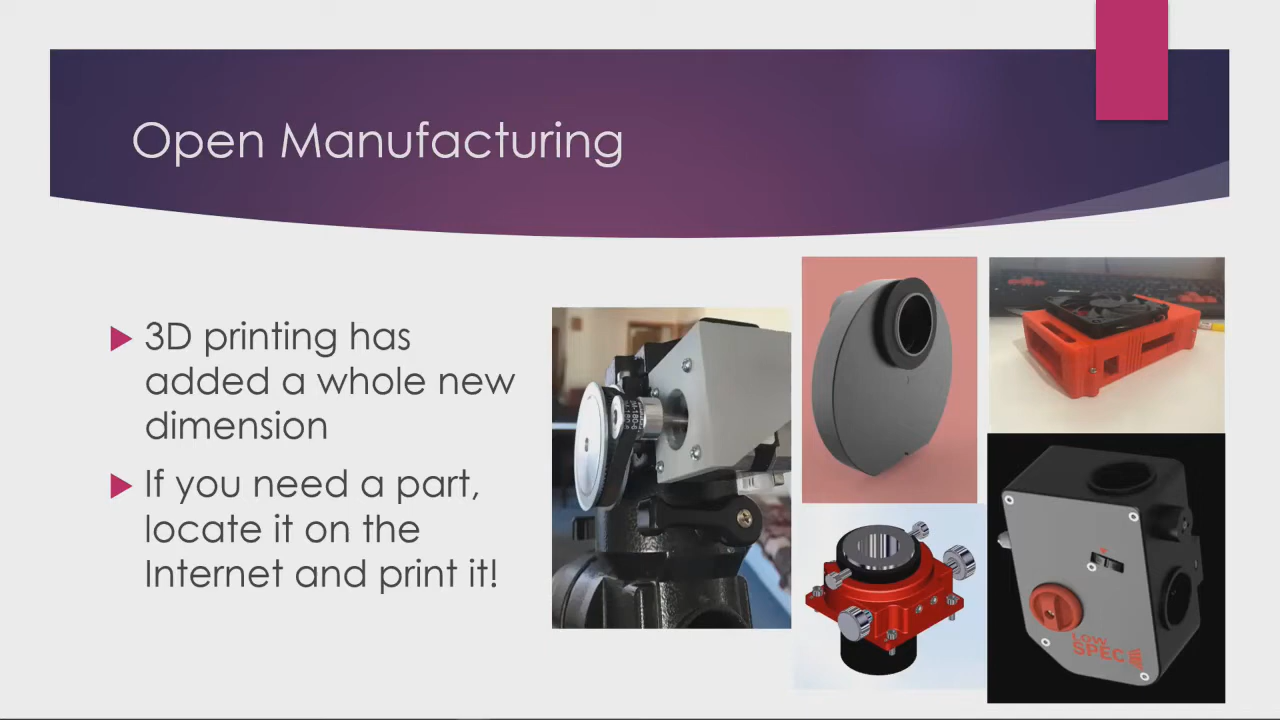 Open Manufacturing
3D printing has
added a whole new
dimension
If you need a part,
locate it on the
Internet and print it!
LOW
SPEC